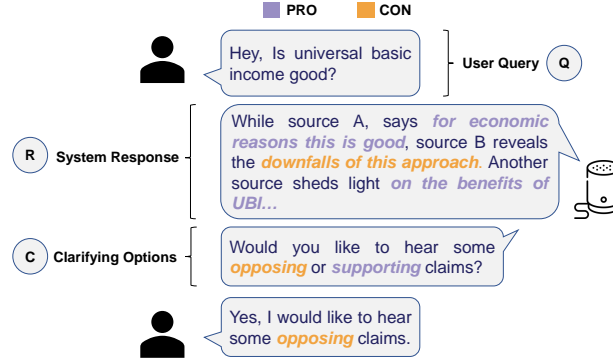 PRO CON
Hey, Is universal basic
income good?
User Query Q
While source A, says for economic
reasons this is good, source B reveals
the downfalls of this approach. Another
source sheds light on the benefits of
UBI...
R System Response
C Clarifying Options
Would you like to hear some
opposing or supporting claims?
Yes, I would like to hear
some opposing claims.